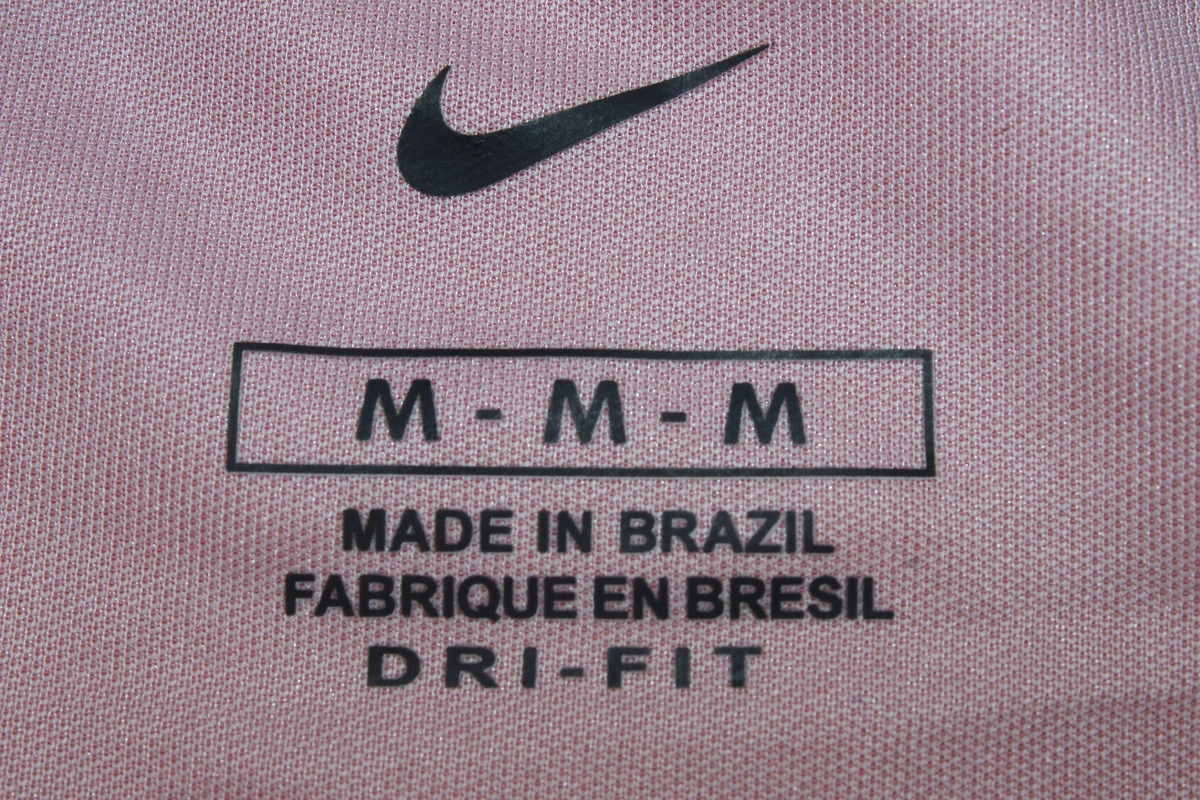 M - M - M
MADE IN BRAZIL
FABRIQUE EN BRESIL
DRI-FIT